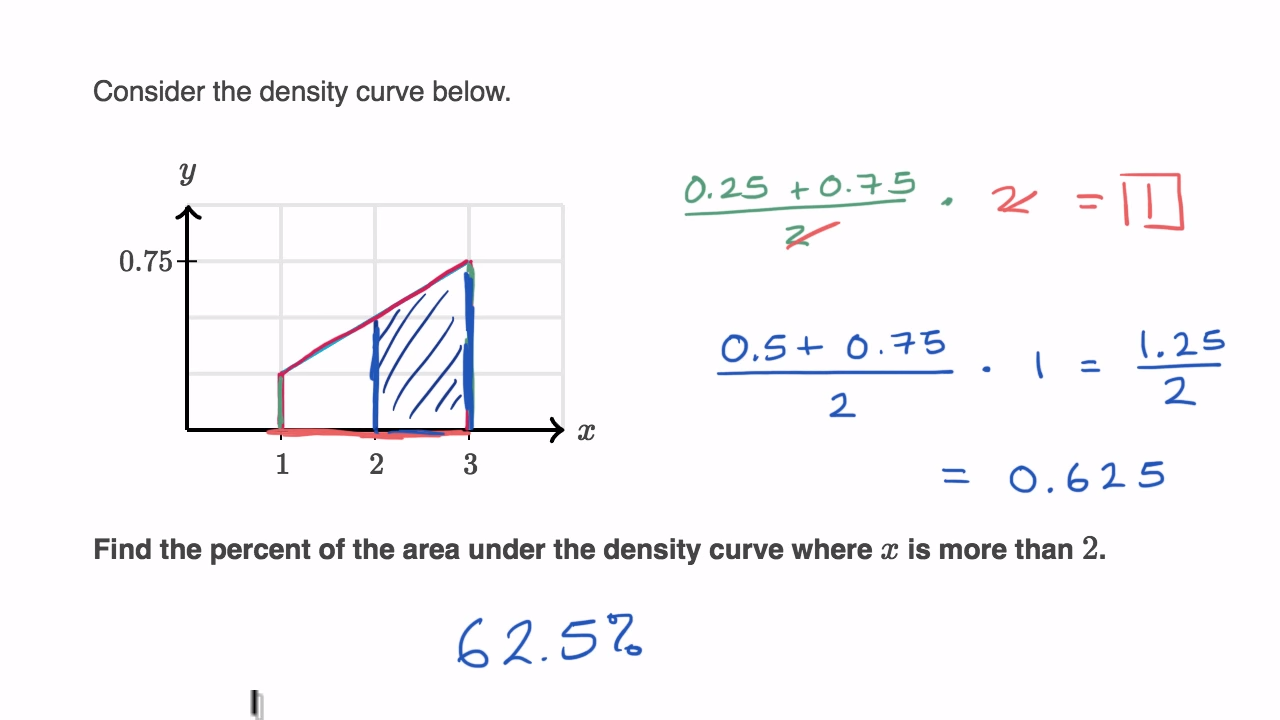 Consider the density curve below.
y
0.75
x
1 2 3
0.25 + 0.75
2
· 2 = 1
0.5 + 0.75
2
· 1 = 1.25
2
= 0.625
Find the percent of the area under the density curve where x is more than 2.
62.5%